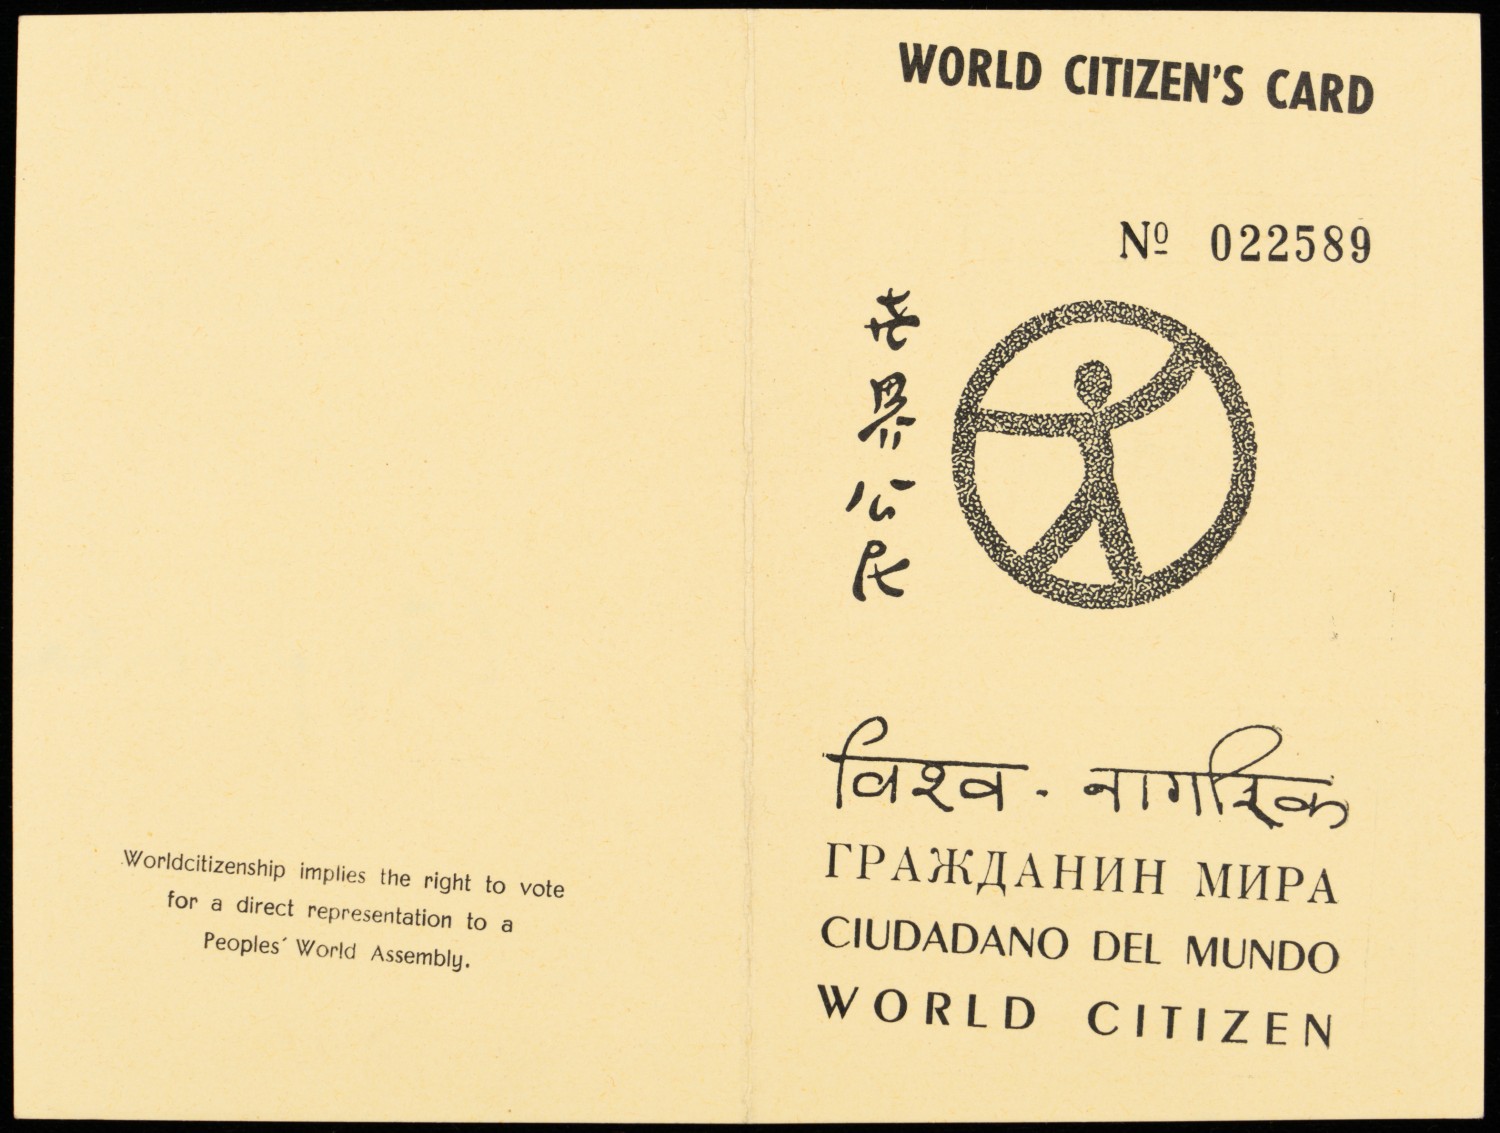 Worldcitizenship implies the right to vote
for a direct representation to a
Peoples´ World Assembly.
WORLD CITIZEN'S CARD
Nº 022589
世界公民
विश्व - नागरिक
ГРАЖДАНИН МИРА
CIUDADANO DEL MUNDO
WORLD CITIZEN